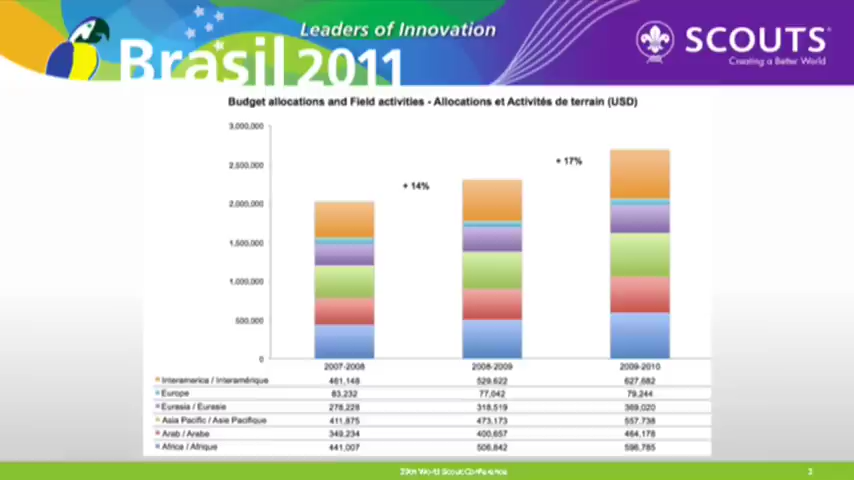 Leaders of Innovation
Brasil 2011
SCOUTS®
Creating a Better World
Budget allocations and Field activities - Allocations et Activités de terrain (USD)
3,000,000
2,500,000
2,000,000
1,500,000
1,000,000
500,000
0
+ 14%
+ 17%
2007-2008 2008-2009 2009-2010
Interamerica / Interamérique 461,148 529,622 627,682
Europe 83,232 77,042 79,244
Eurasia / Eurasie 278,228 318,519 369,020
Asia Pacific / Asie Pacifique 411,875 473,173 557,738
Arab / Arabe 349,234 400,657 464,178
Africa / Afrique 441,007 506,842 596,785
29th World Scout Conference
3